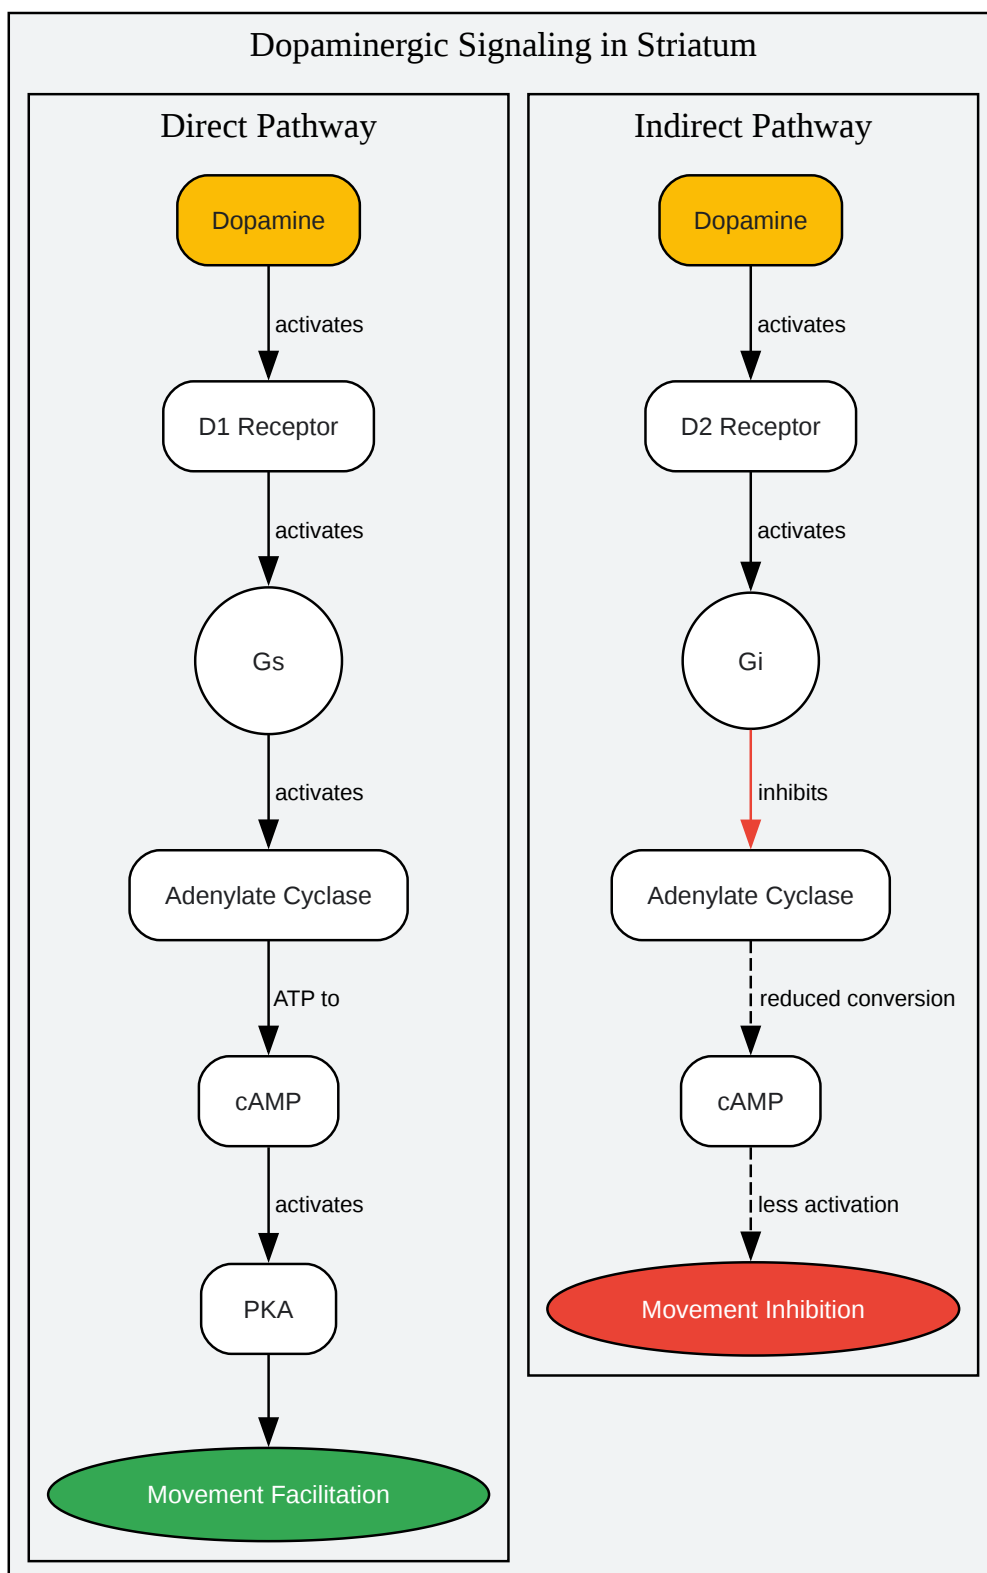 Dopaminergic Signaling in Striatum
Direct Pathway
Dopamine
activates
D1 Receptor
activates
Gs
activates
Adenylate Cyclase
ATP to
cAMP
activates
PKA
Movement Facilitation
Indirect Pathway
Dopamine
activates
D2 Receptor
activates
Gi
inhibits
Adenylate Cyclase
reduced conversion
cAMP
less activation
Movement Inhibition